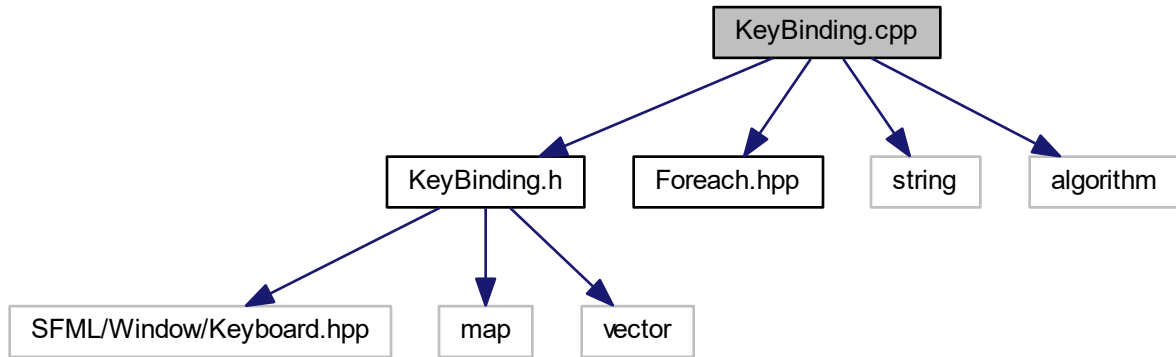 KeyBinding.cpp
KeyBinding.h
Foreach.hpp
string
algorithm
SFML/Window/Keyboard.hpp
map
vector